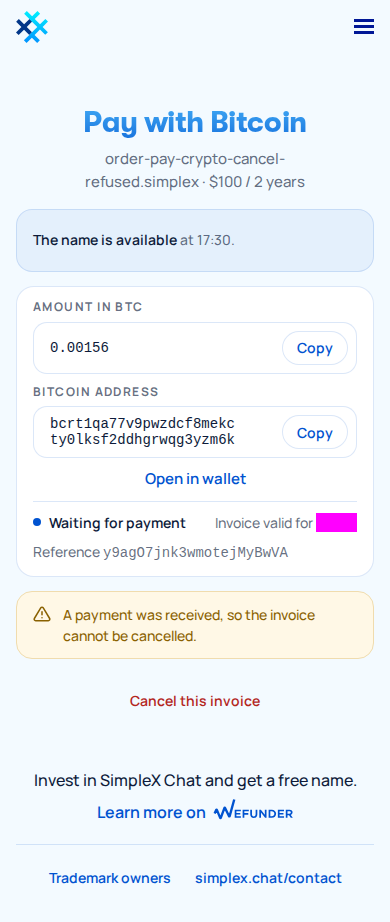 Pay with Bitcoin
order-pay-crypto-cancel-
refused.simplex · $100 / 2 years
The name is available at 17:30.
AMOUNT IN BTC
0.00156
Copy
BITCOIN ADDRESS
bcrt1qa77v9pwzdcf8mekc
ty0lksf2ddhgrwqg3yzm6k
Copy
Open in wallet
Waiting for payment
Invoice valid for
Reference y9agO7jnk3wmotejMyBwVA
A payment was received, so the invoice
cannot be cancelled.
Cancel this invoice
Invest in SimpleX Chat and get a free name.
Learn more on WEFUNDER
Trademark owners
simplex.chat/contact